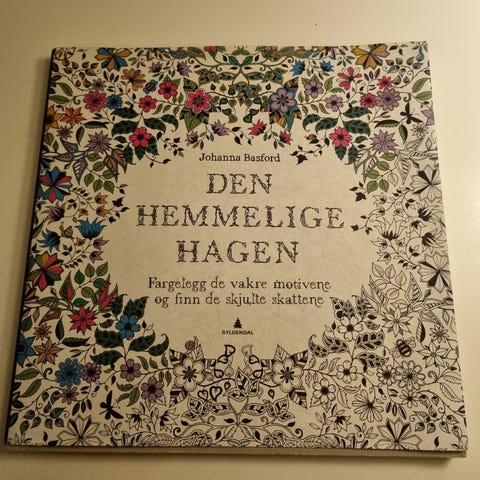 Johanna Basford
DEN
HEMMELIGE
HAGEN
Fargelegg de vakre motivene
og finn de skjulte skattene
GYLDENDAL